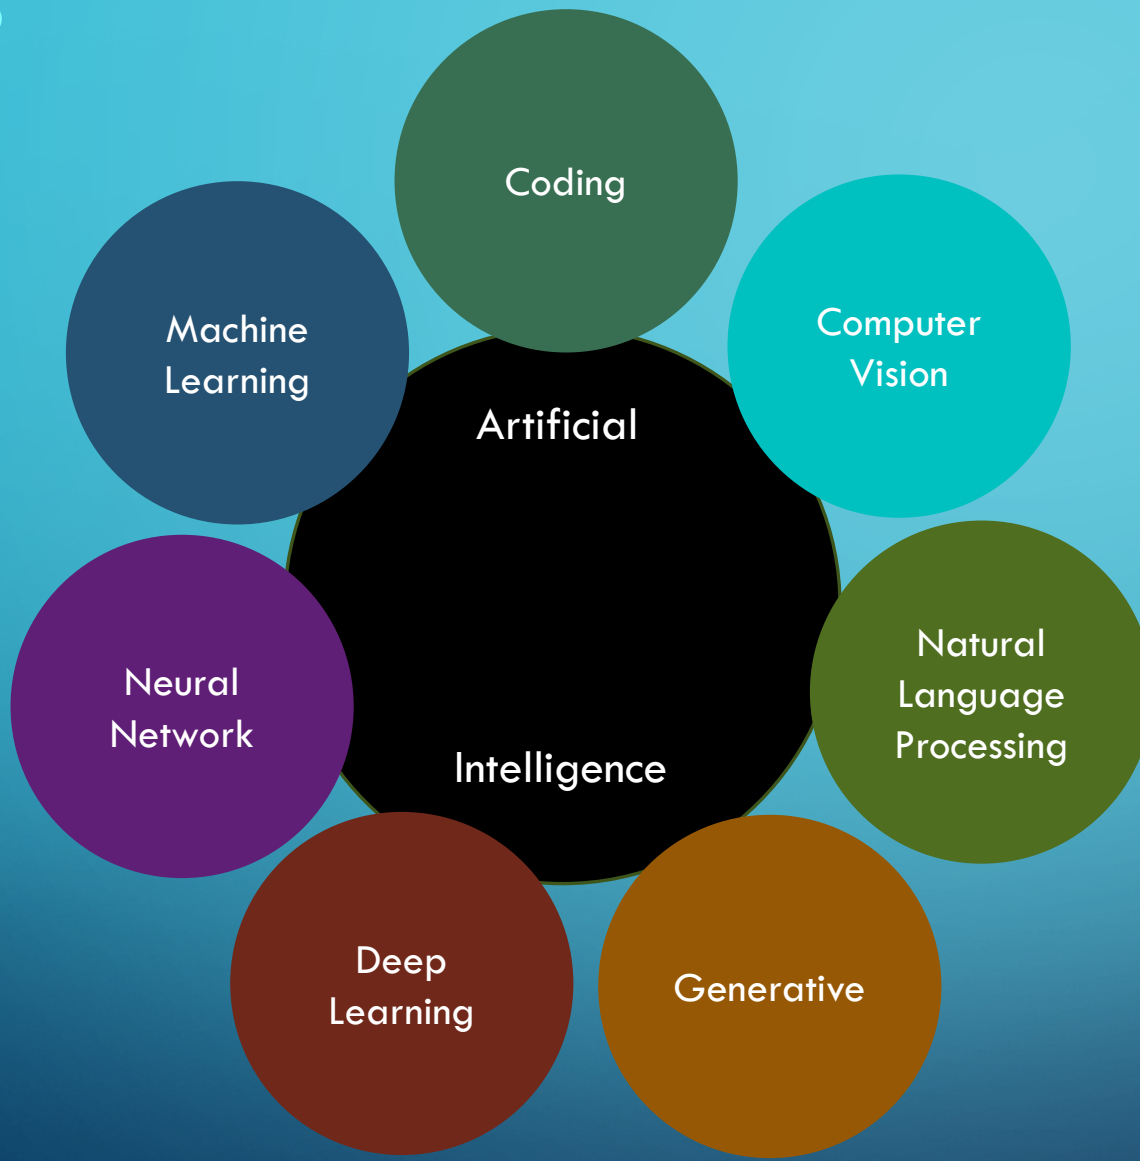 Coding
Computer
Vision
Machine
Learning
Artificial
Natural
Language
Processing
Neural
Network
Intelligence
Deep
Learning
Generative